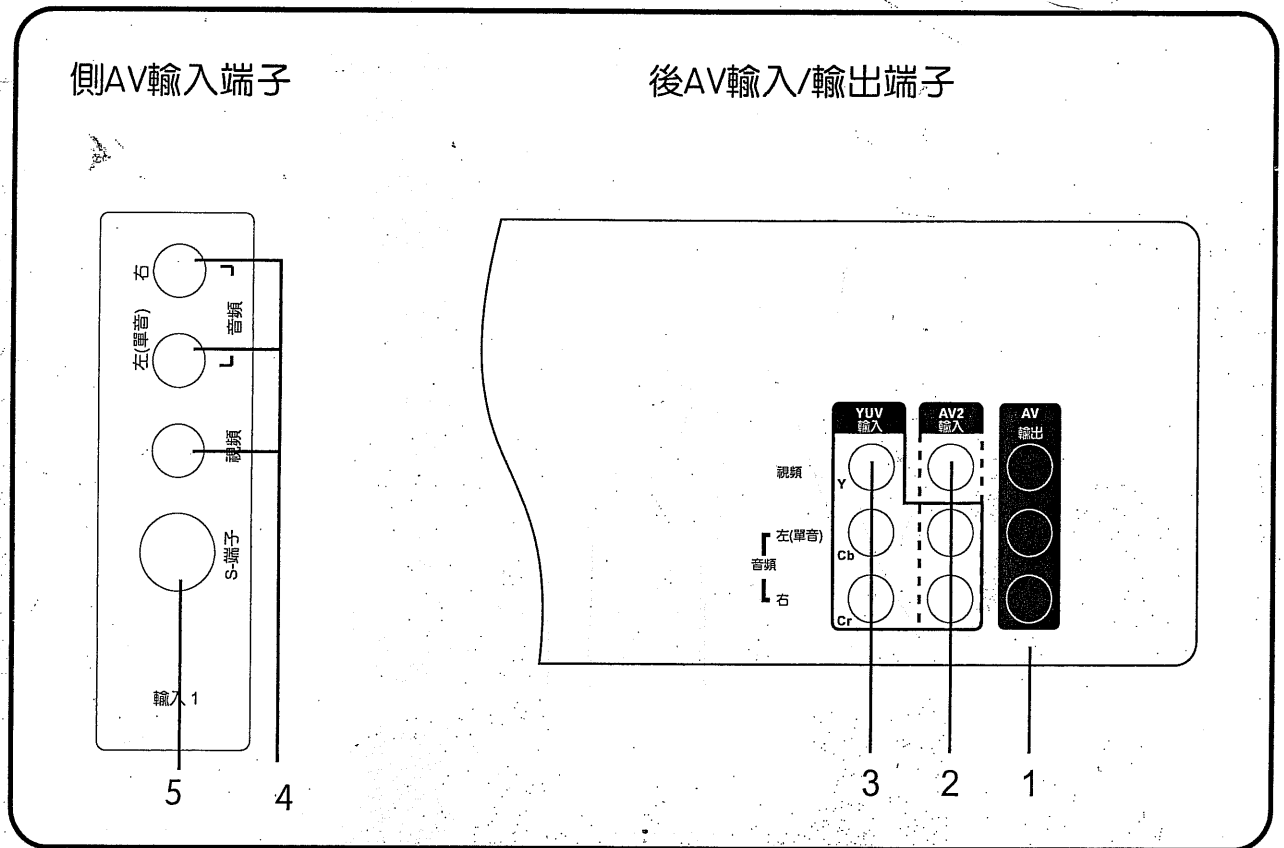 側AV輸入端子
後AV輸入/輸出端子
右
左(單音)
音頻
視頻
S-端子
輸入 1
5
4
YUV
輸入
AV2
輸入
AV
輸出
視頻
Y
左(單音)
Cb
音頻
右
Cr
3
2
1